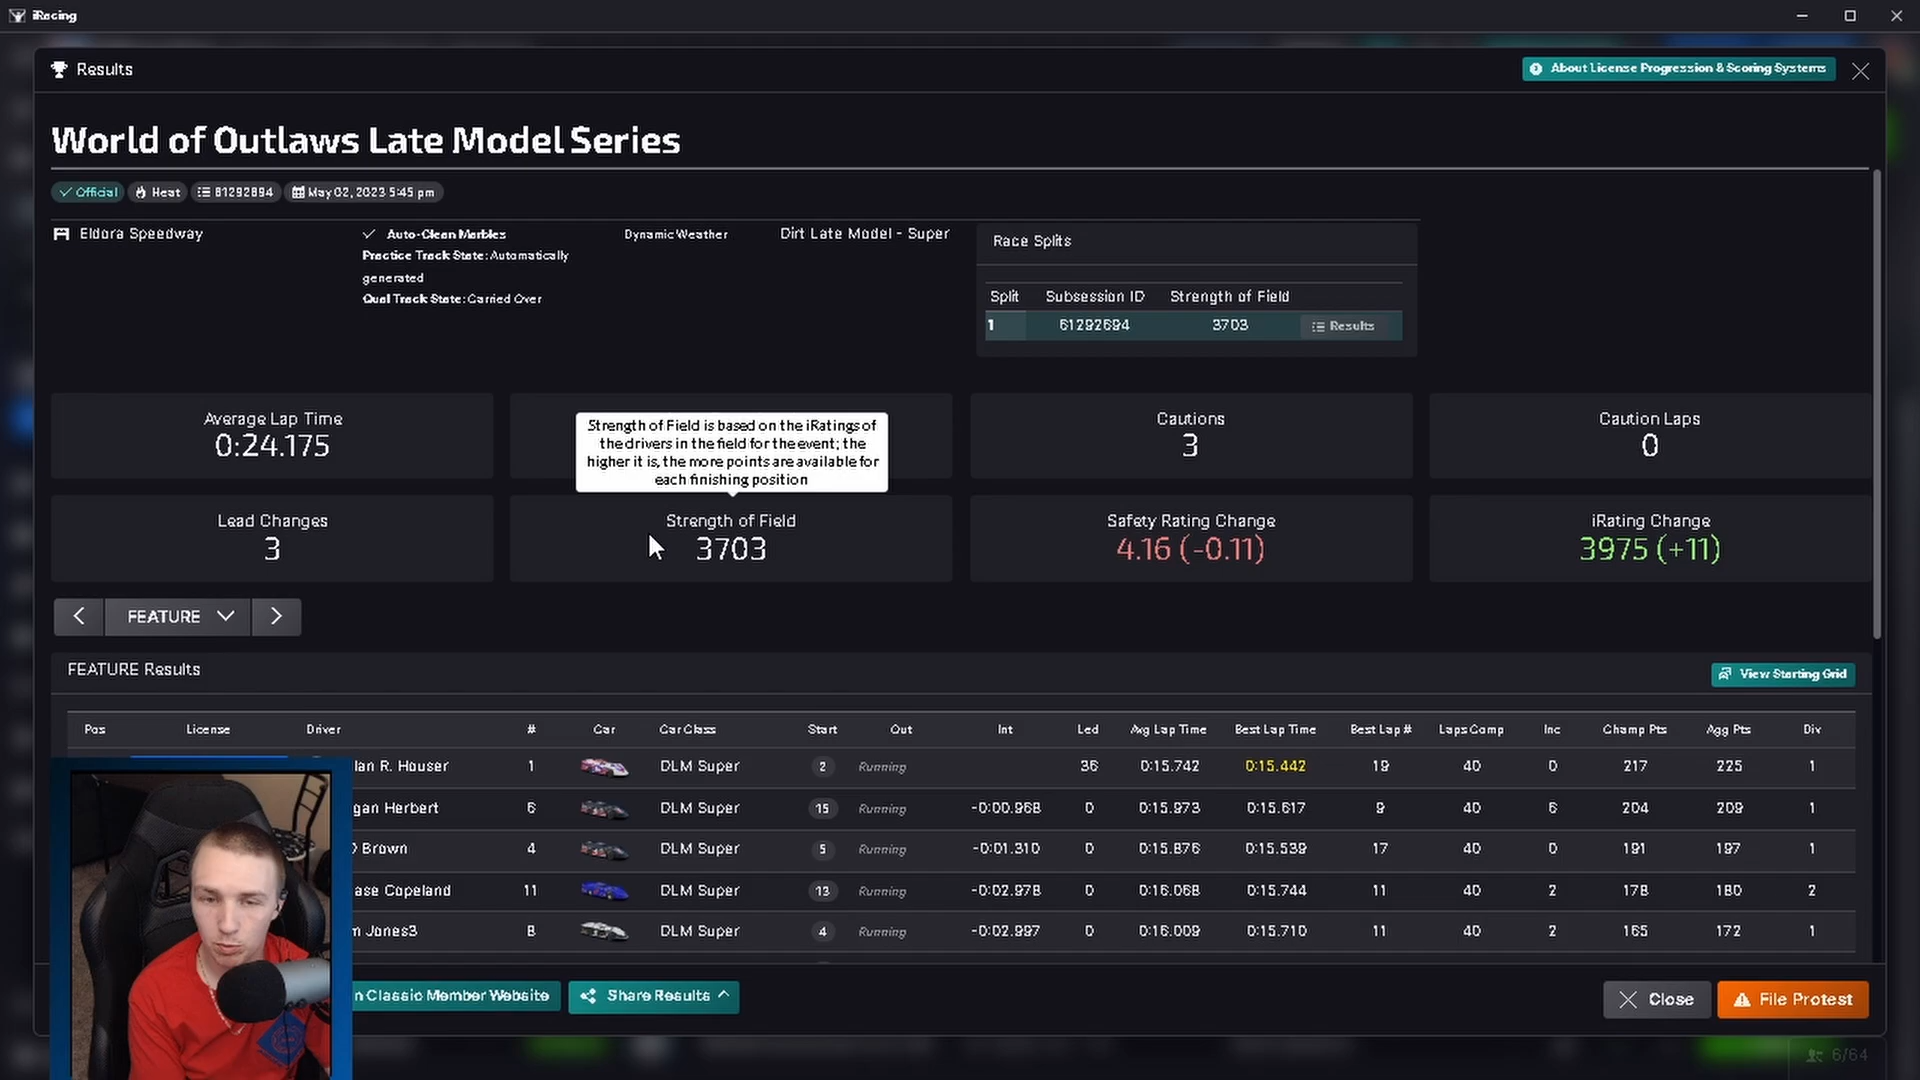 iRacing
Results
About License Progression & Scoring Systems
World of Outlaws Late Model Series
Official
Heat
61292694
May 02, 2023 5:45 pm
Eldora Speedway
Auto-Clean Marbles
Practice Track State: Automatically
generated
Qual Track State: Carried Over
Dynamic Weather
Dirt Late Model - Super
Race Splits
Split Subsession ID Strength of Field
1 61292694 3703 Results
Average Lap Time
0:24.175
Strength of Field is based on the iRatings of
the drivers in the field for the event; the
higher it is, the more points are available for
each finishing position
Cautions
3
Caution Laps
0
Lead Changes
3
Strength of Field
3703
Safety Rating Change
4.16 (-0.11)
iRating Change
3975 (+11)
FEATURE
FEATURE Results
View Starting Grid
Pos License Driver # Car Car Class Start Out Int Led Avg Lap Time Best Lap Time Best Lap # Laps Comp Inc Champ Pts Agg Pts Div
lan R. Houser 1 DLM Super 2 Running 36 0:15.742 0:15.442 19 40 0 217 225 1
gan Herbert 6 DLM Super 15 Running -0:00.968 0 0:15.973 0:15.617 9 40 6 204 209 1
Brown 4 DLM Super 5 Running -0:01.310 0 0:15.876 0:15.539 17 40 0 191 197 1
ase Copeland 11 DLM Super 13 Running -0:02.978 0 0:16.068 0:15.744 11 40 2 178 180 2
Jones3 8 DLM Super 4 Running -0:02.997 0 0:16.009 0:15.710 11 40 2 165 172 1
n Classic Member Website
Share Results
Close
File Protest
6/64